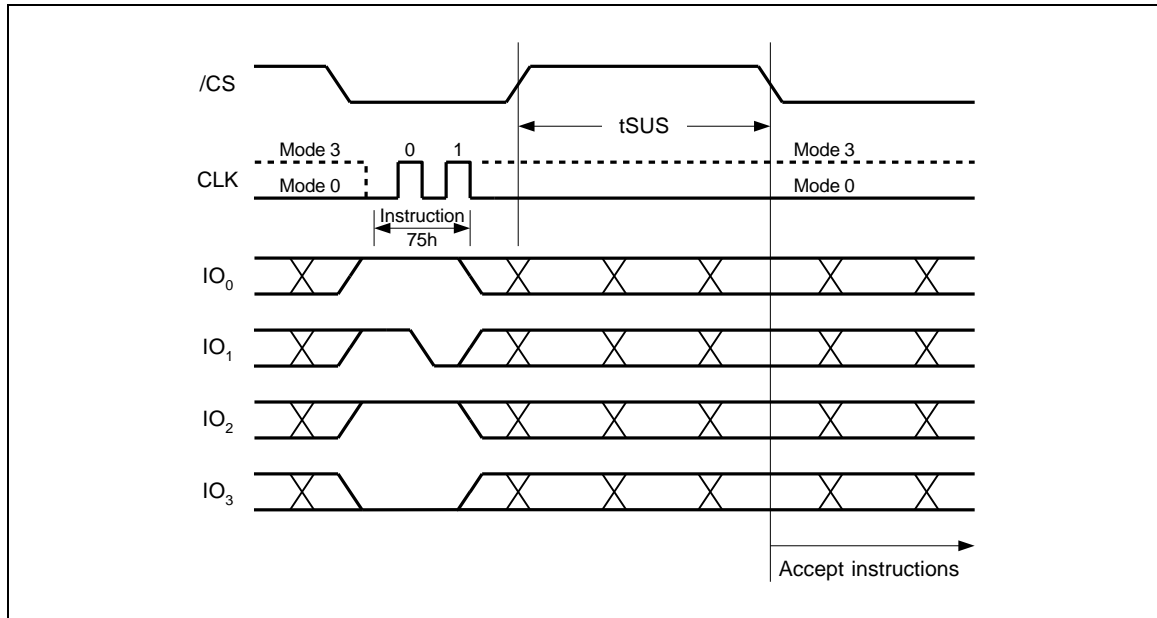 /CS
tSUS
Mode 3 0 1 Mode 3
CLK
Mode 0 Mode 0
Instruction
75h
IO0
IO1
IO2
IO3
Accept instructions